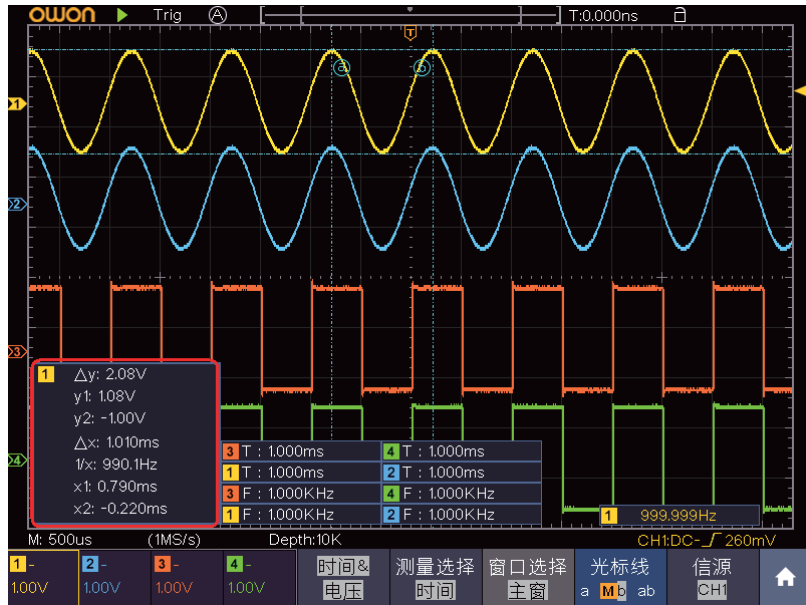 OWON Trig A T:0.000ns
T
a b
1
2
3
4
1 △y: 2.08V
y1: 1.08V
y2: -1.00V
△x: 1.010ms
1/x: 990.1Hz
x1: 0.790ms
x2: -0.220ms
3 T : 1.000ms 4 T : 1.000ms
1 T : 1.000ms 2 T : 1.000ms
3 F : 1.000KHz 4 F : 1.000KHz
1 F : 1.000KHz 2 F : 1.000KHz
1 999.999Hz
M: 500us (1MS/s) Depth:10K CH1:DC- 260mV
1 - 2 - 3 - 4 - 时间& 测量选择 窗口选择 光标线 信源
1.00V 1.00V 1.00V 1.00V 电压 时间 主窗 a Mb ab CH1